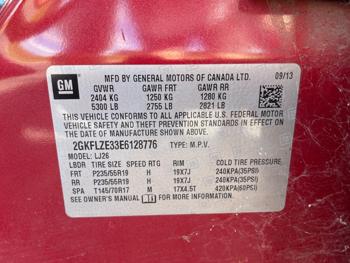 GM
MFD BY GENERAL MOTORS OF CANADA LTD. 09/13
GVWR GAWR FRT GAWR RR
2404 KG 1250 KG 1280 KG
5300 LB 2755 LB 2821 LB
THIS VEHICLE CONFORMS TO ALL APPLICABLE U.S. FEDERAL
MOTOR VEHICLE SAFETY, BUMPER, AND THEFT PREVENTION STANDARDS
IN EFFECT ON THE DATE OF MANUFACTURE SHOWN ABOVE.
2GKFLZE33E6128776 TYPE: M.P.V.
MODEL: LJ26
LBDR TIRE SIZE SPEED RTG RIM COLD TIRE PRESSURE
FRT P235/55R19 H 19X7J 240KPA(35PSI)
RR P235/55R19 H 19X7J 240KPA(35PSI)
SPA T145/70R17 M 17X4.5T 420KPA(60PSI)
SEE OWNER'S MANUAL FOR MORE INFORMATION.